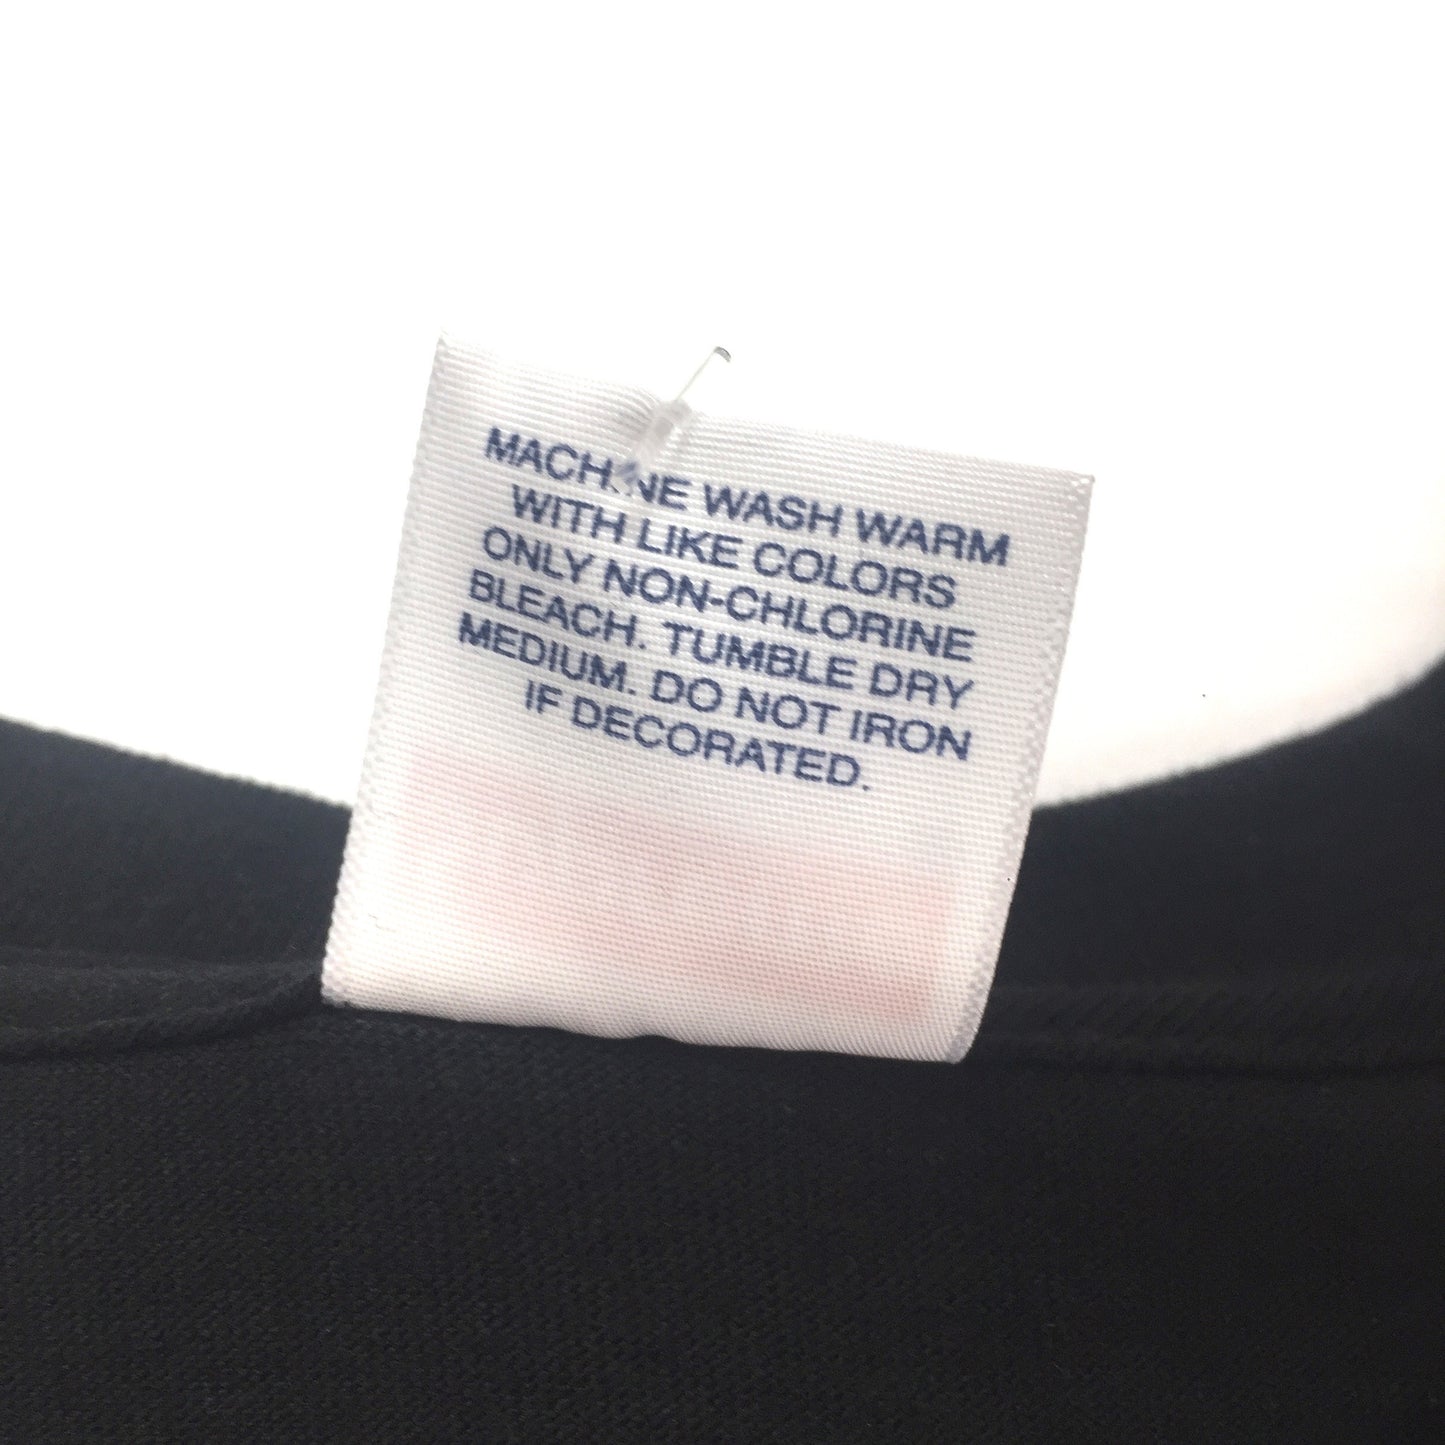 MACHINE WASH WARM
WITH LIKE COLORS
ONLY NON-CHLORINE
BLEACH. TUMBLE DRY
MEDIUM. DO NOT IRON
IF DECORATED.